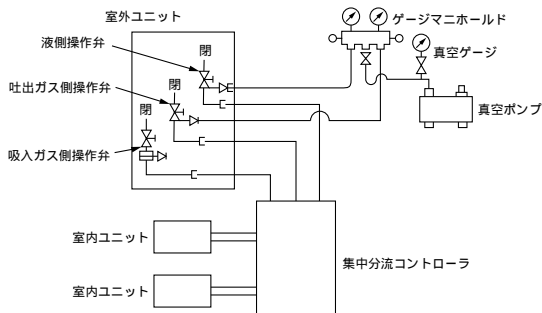 室外ユニット
ゲージマニホールド
液側操作弁
閉
真空ゲージ
吐出ガス側操作弁
閉
真空ポンプ
閉
吸入ガス側操作弁
室内ユニット
集中分流コントローラ
室内ユニット